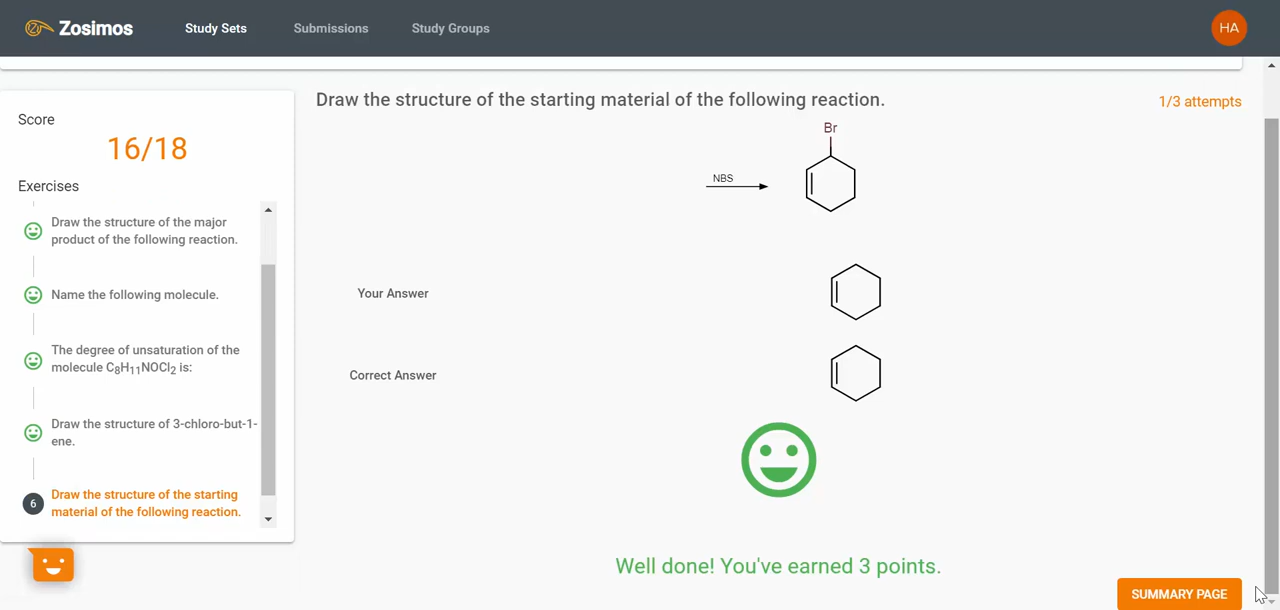 Zosimos
Study Sets
Submissions
Study Groups
HA
Score
16/18
Exercises
Draw the structure of the major
product of the following reaction.
Name the following molecule.
The degree of unsaturation of the
molecule C₈H₁₁NOCl₂ is:
Draw the structure of 3-chloro-but-1-
ene.
6
Draw the structure of the starting
material of the following reaction.
Draw the structure of the starting material of the following reaction.
1/3 attempts
NBS
Br
Your Answer
Correct Answer
Well done! You've earned 3 points.
SUMMARY PAGE